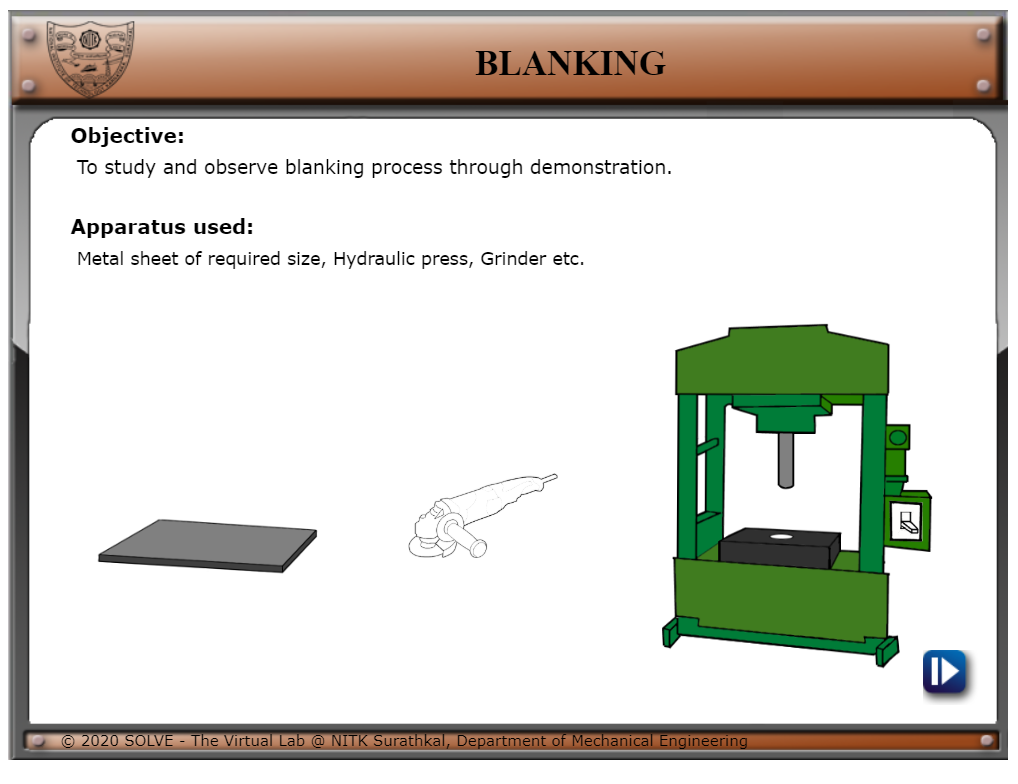 BLANKING
Objective:
To study and observe blanking process through demonstration.
Apparatus used:
Metal sheet of required size, Hydraulic press, Grinder etc.
© 2020 SOLVE - The Virtual Lab @ NITK Surathkal, Department of Mechanical Engineering